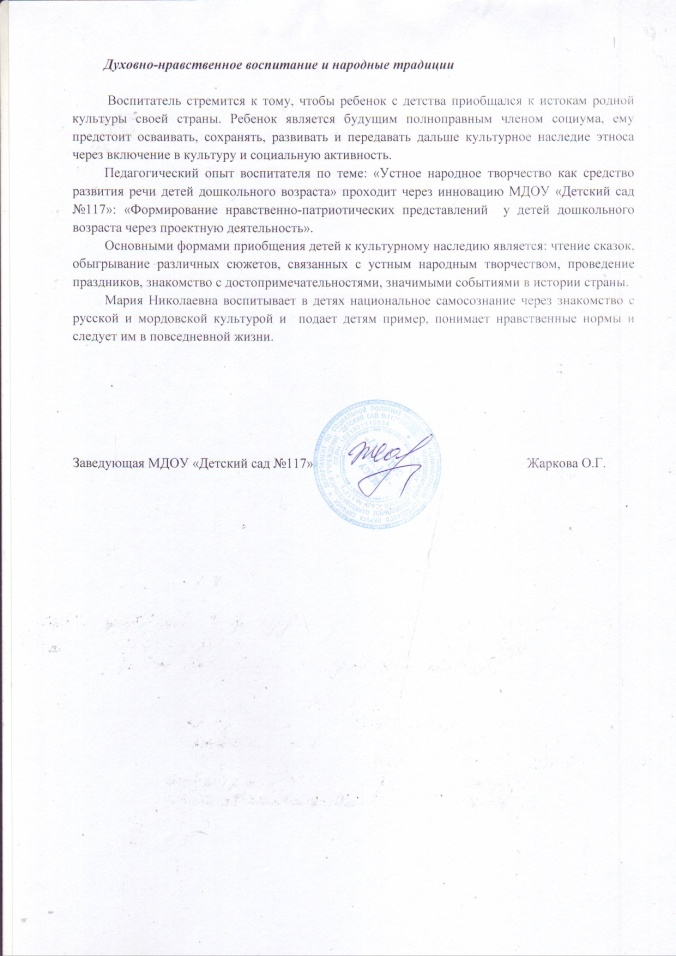 Духовно-нравственное воспитание и народные традиции
Воспитатель стремится к тому, чтобы ребенок с детства приобщался к истокам родной
культуры своей страны. Ребенок является будущим полноправным членом социума, ему
предстоит осваивать, сохранять, развивать и передавать дальше культурное наследие этноса
через включение в культуру и социальную активность.
Педагогический опыт воспитателя по теме: «Устное народное творчество как средство
развития речи детей дошкольного возраста» проходит через инновацию МДОУ «Детский сад
№117»: «Формирование нравственно-патриотических представлений у детей дошкольного
возраста через проектную деятельность».
Основными формами приобщения детей к культурному наследию является: чтение сказок.
обыгрывание различных сюжетов, связанных с устным народным творчеством, проведение
праздников, знакомство с достопримечательностями, значимыми событиями в истории страны.
Мария Николаевна воспитывает в детях национальное самосознание через знакомство с
русской и мордовской культурой и подает детям пример, понимает нравственные нормы и
следует им в повседневной жизни.
Заведующая МДОУ «Детский сад №117» Жаркова О.Г.